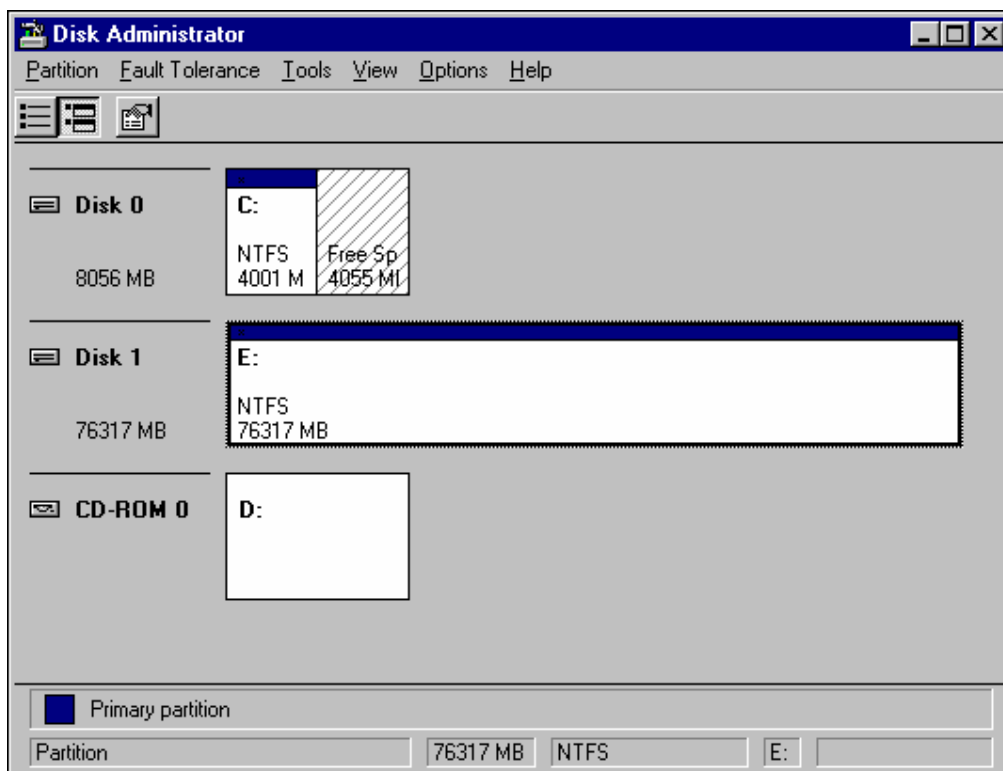 Disk Administrator
Partition Fault Tolerance Tools View Options Help
Disk 0
8056 MB
C:
NTFS
4001 M
Free Sp
4055 MI
Disk 1
76317 MB
E:
NTFS
76317 MB
CD-ROM 0
D:
Primary partition
Partition 76317 MB NTFS E: